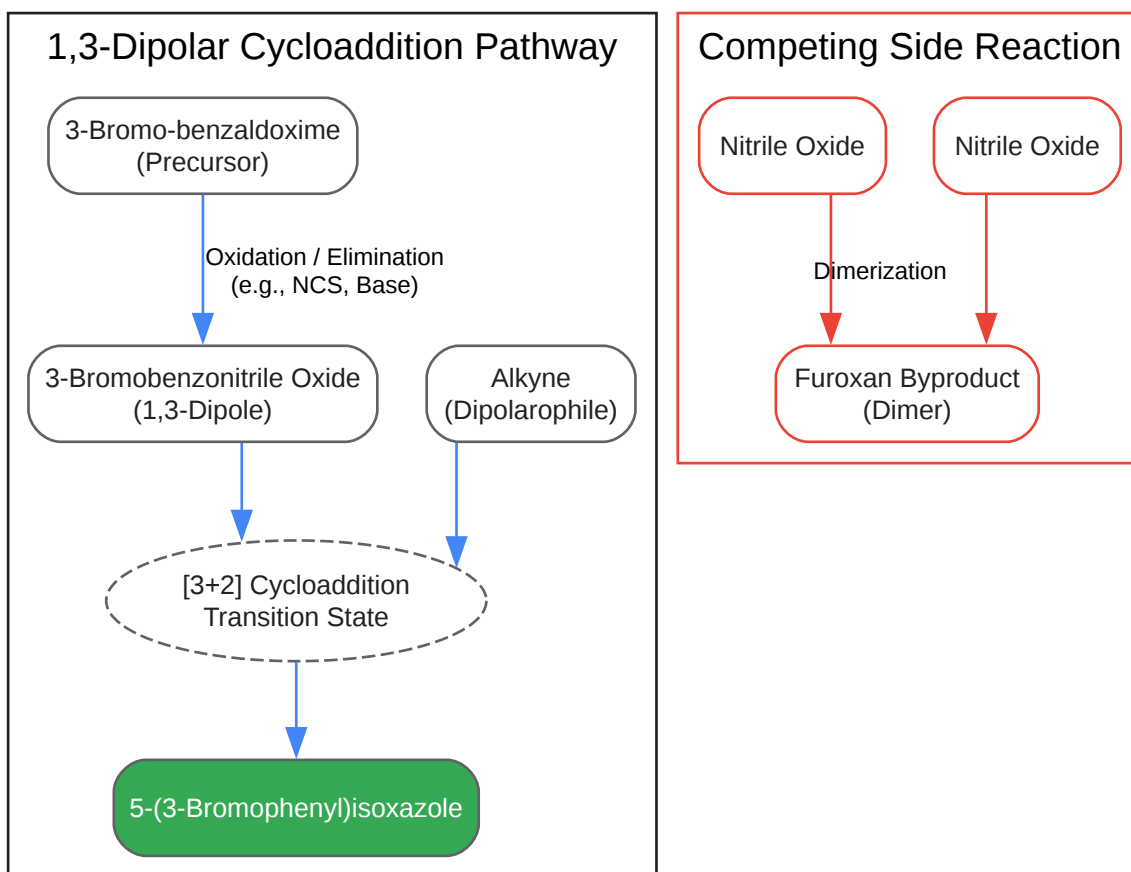 1,3-Dipolar Cycloaddition Pathway
3-Bromo-benzaldoxime
(Precursor)
Oxidation / Elimination
(e.g., NCS, Base)
3-Bromobenzonitrile Oxide
(1,3-Dipole)
Alkyne
(Dipolarophile)
[3+2] Cycloaddition
Transition State
5-(3-Bromophenyl)isoxazole
Competing Side Reaction
Nitrile Oxide
Nitrile Oxide
Dimerization
Furoxan Byproduct
(Dimer)